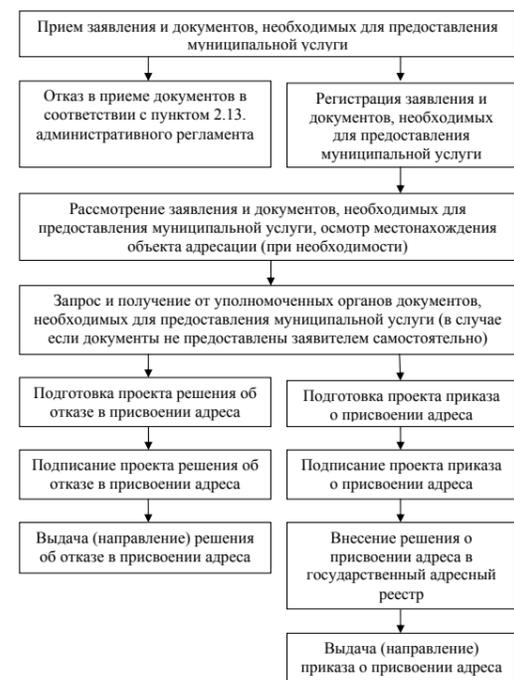 Прием заявления и документов, необходимых для предоставления
муниципальной услуги
Отказ в приеме документов в
соответствии с пунктом 2.13.
административного регламента
Регистрация заявления и
документов, необходимых
для предоставления
муниципальной услуги
Рассмотрение заявления и документов, необходимых для
предоставления муниципальной услуги, осмотр местонахождения
объекта адресации (при необходимости)
Запрос и получение от уполномоченных органов документов,
необходимых для предоставления муниципальной услуги (в случае
если документы не предоставлены заявителем самостоятельно)
Подготовка проекта решения об
отказе в присвоении адреса
Подготовка проекта приказа
о присвоении адреса
Подписание проекта решения об
отказе в присвоении адреса
Подписание проекта приказа
о присвоении адреса
Выдача (направление) решения
об отказе в присвоении адреса
Внесение решения о
присвоении адреса в
государственный адресный
реестр
Выдача (направление)
приказа о присвоении адреса